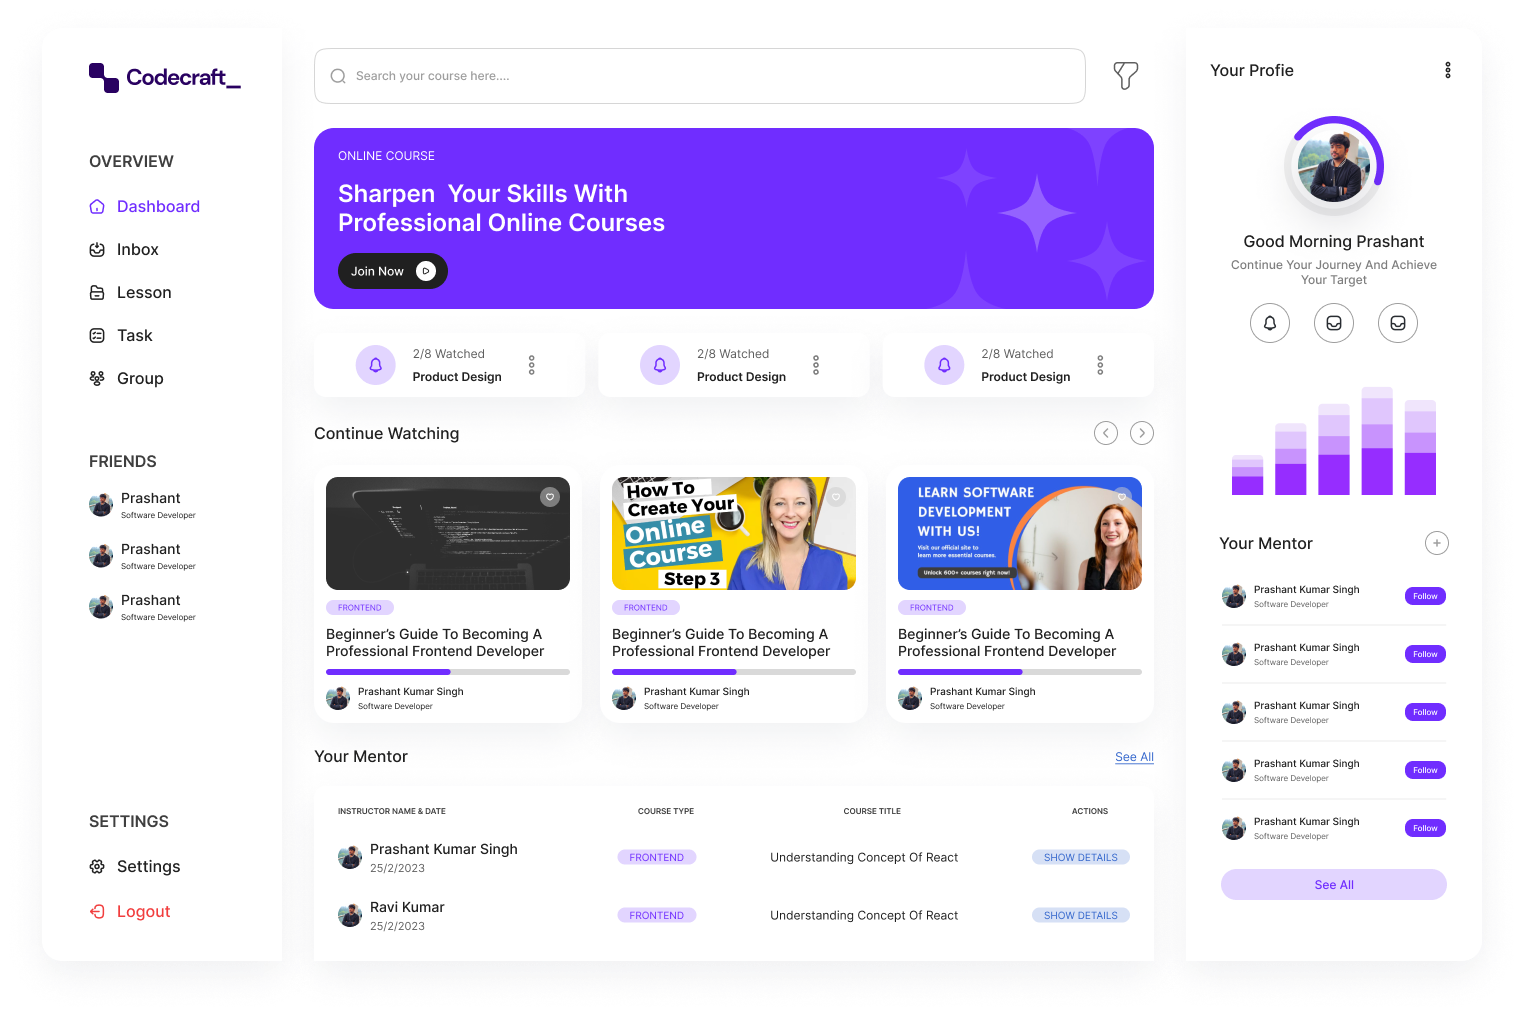 Codecraft_
OVERVIEW
Dashboard
Inbox
Lesson
Task
Group
FRIENDS
Prashant
Software Developer
Prashant
Software Developer
Prashant
Software Developer
SETTINGS
Settings
Logout
Search your course here....
ONLINE COURSE
Sharpen  Your Skills With
Professional Online Courses
Join Now
2/8 Watched
Product Design
2/8 Watched
Product Design
2/8 Watched
Product Design
Continue Watching
FRONTEND
Beginner’s Guide To Becoming A
Professional Frontend Developer
Prashant Kumar Singh
Software Developer
How To
Create Your
Online
Course
Step 3
FRONTEND
Beginner’s Guide To Becoming A
Professional Frontend Developer
Prashant Kumar Singh
Software Developer
LEARN SOFTWARE
DEVELOPMENT
WITH US!
Visit our official site to
learn more essential courses.
Unlock 600+ courses right now!
FRONTEND
Beginner’s Guide To Becoming A
Professional Frontend Developer
Prashant Kumar Singh
Software Developer
Your Mentor
See All
INSTRUCTOR NAME & DATE COURSE TYPE COURSE TITLE ACTIONS
Prashant Kumar Singh
25/2/2023
FRONTEND
Understanding Concept Of React
SHOW DETAILS
Ravi Kumar
25/2/2023
FRONTEND
Understanding Concept Of React
SHOW DETAILS
Your Profie
Good Morning Prashant
Continue Your Journey And Achieve
Your Target
Your Mentor
Prashant Kumar Singh
Software Developer
Follow
Prashant Kumar Singh
Software Developer
Follow
Prashant Kumar Singh
Software Developer
Follow
Prashant Kumar Singh
Software Developer
Follow
Prashant Kumar Singh
Software Developer
Follow
See All